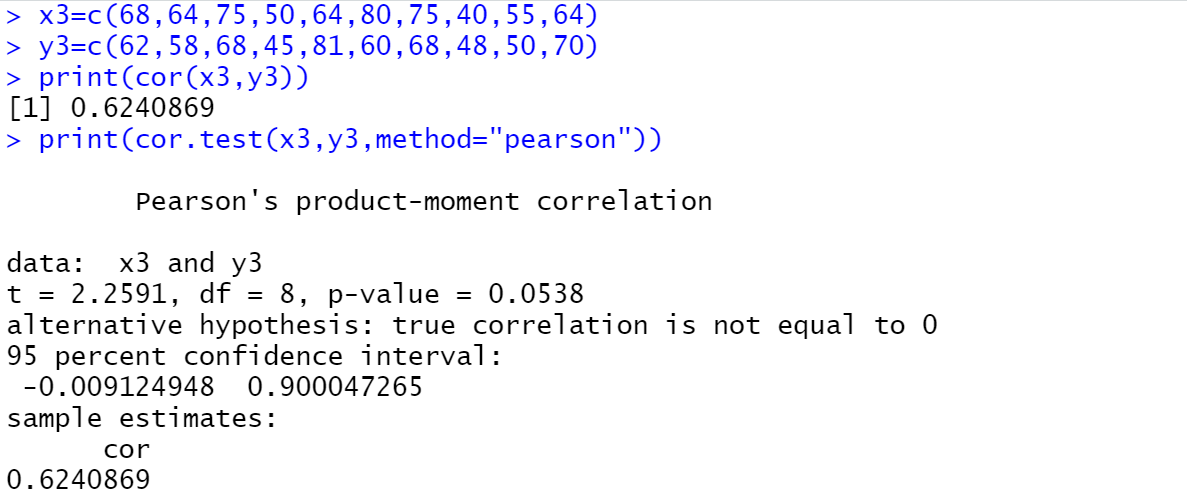 > x3=c(68,64,75,50,64,80,75,40,55,64)
> y3=c(62,58,68,45,81,60,68,48,50,70)
> print(cor(x3,y3))
[1] 0.6240869
> print(cor.test(x3,y3,method="pearson"))
Pearson's product-moment correlation
data:  x3 and y3
t = 2.2591, df = 8, p-value = 0.0538
alternative hypothesis: true correlation is not equal to 0
95 percent confidence interval:
-0.009124948  0.900047265
sample estimates:
cor
0.6240869